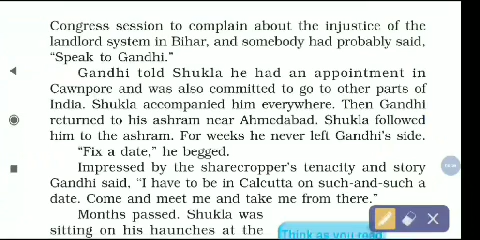 Congress session to complain about the injustice of the
landlord system in Bihar, and somebody had probably said,
“Speak to Gandhi.”
Gandhi told Shukla he had an appointment in
Cawnpore and was also committed to go to other parts of
India. Shukla accompanied him everywhere. Then Gandhi
returned to his ashram near Ahmedabad. Shukla followed
him to the ashram. For weeks he never left Gandhi’s side.
“Fix a date,” he begged.
Impressed by the sharecropper’s tenacity and story
Gandhi said, “I have to be in Calcutta on such-and-such a
date. Come and meet me and take me from there.”
Months passed. Shukla was
sitting on his haunches at the
Think as you read